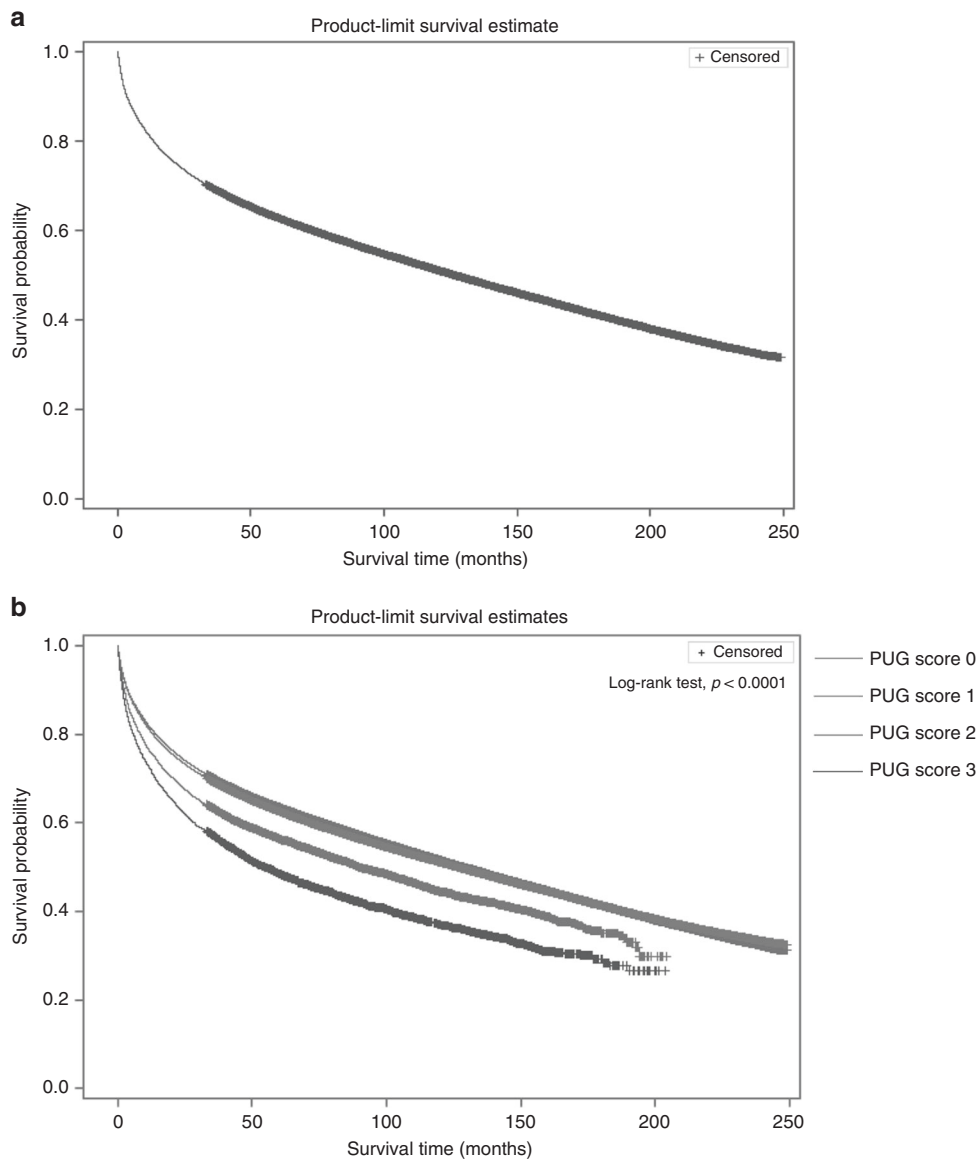 a
Product-limit survival estimate
+ Censored
1.0
0.8
0.6
0.4
0.2
0.0
Survival probability
0 50 100 150 200 250
Survival time (months)
b
Product-limit survival estimates
+ Censored
Log-rank test, p < 0.0001
PUG score 0
PUG score 1
PUG score 2
PUG score 3
1.0
0.8
0.6
0.4
0.2
0.0
Survival probability
0 50 100 150 200 250
Survival time (months)